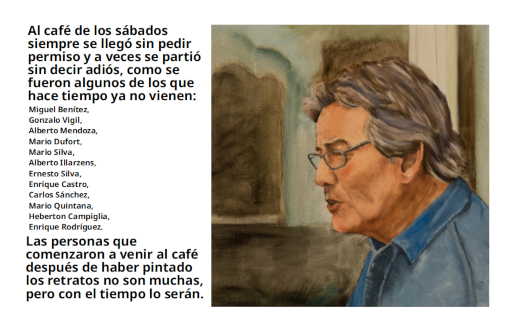 Al café de los sábados
siempre se llegó sin pedir
permiso y a veces se partió
sin decir adiós, como se
fueron algunos de los que
hace tiempo ya no vienen:
Miguel Benítez,
Gonzalo Vigil,
Alberto Mendoza,
Mario Dufort,
Mario Silva,
Alberto Illarzens,
Ernesto Silva,
Enrique Castro,
Carlos Sánchez,
Mario Quintana,
Heberton Campiglia,
Enrique Rodríguez.
Las personas que
comenzaron a venir al café
después de haber pintado
los retratos no son muchas,
pero con el tiempo lo serán.